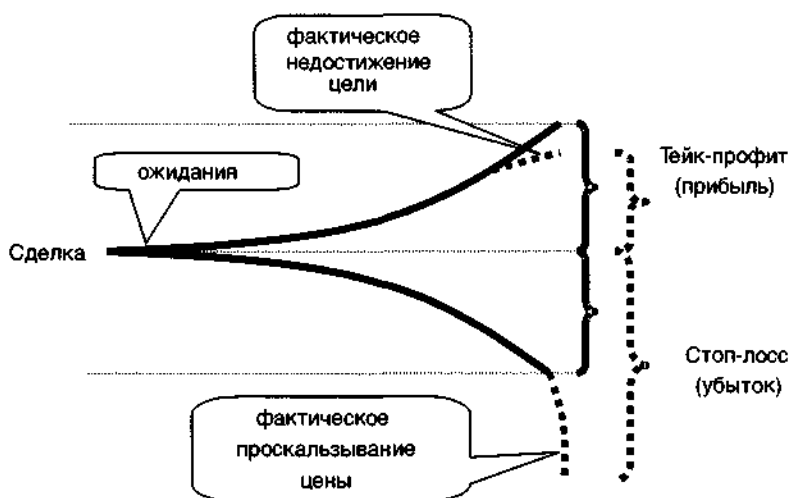 фактическое
недостижение
цели
ожидания
Тейк-профит
(прибыль)
Сделка
Стоп-лосс
(убыток)
фактическое
проскальзывание
цены